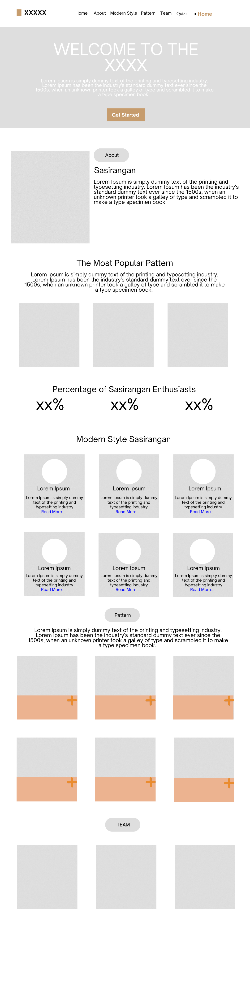 XXXXX
Home About Modern Style Pattern Team Quizz Home
WELCOME TO THE
XXXX
Lorem Ipsum is simply dummy text of the printing and typesetting industry.
Lorem Ipsum has been the industry's standard dummy text ever since the
1500s, when an unknown printer took a galley of type and scrambled it to make
a type specimen book.
Get Started
About
Sasirangan
Lorem Ipsum is simply dummy text of the printing and
typesetting industry. Lorem Ipsum has been the industry's
standard dummy text ever since the 1500s, when an
unknown printer took a galley of type and scrambled it to
make a type specimen book.
The Most Popular Pattern
Lorem Ipsum is simply dummy text of the printing and typesetting industry.
Lorem Ipsum has been the industry's standard dummy text ever since the
1500s, when an unknown printer took a galley of type and scrambled it to make
a type specimen book.
Percentage of Sasirangan Enthusiasts
xx% xx% xx%
Modern Style Sasirangan
Lorem Ipsum
Lorem Ipsum is simply dummy
text of the printing and
typesetting industry
Read More.....
Lorem Ipsum
Lorem Ipsum is simply dummy
text of the printing and
typesetting industry
Read More.....
Lorem Ipsum
Lorem Ipsum is simply dummy
text of the printing and
typesetting industry
Read More.....
Lorem Ipsum
Lorem Ipsum is simply dummy
text of the printing and
typesetting industry
Read More.....
Lorem Ipsum
Lorem Ipsum is simply dummy
text of the printing and
typesetting industry
Read More.....
Lorem Ipsum
Lorem Ipsum is simply dummy
text of the printing and
typesetting industry
Read More.....
Pattern
Lorem Ipsum is simply dummy text of the printing and typesetting industry.
Lorem Ipsum has been the industry's standard dummy text ever since the
1500s, when an unknown printer took a galley of type and scrambled it to make
a type specimen book.
TEAM